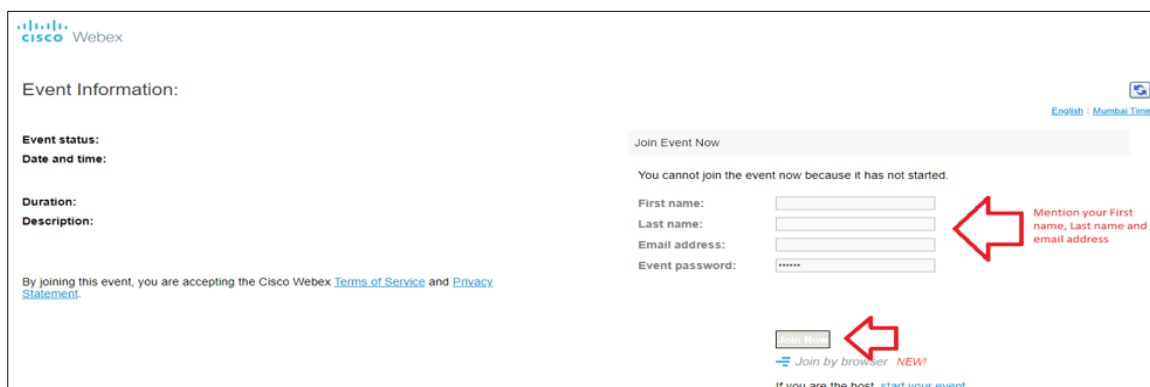 CISCO Webex
Event Information:
English : Mumbai Time
Event status:
Date and time:
Duration:
Description:
By joining this event, you are accepting the Cisco Webex Terms of Service and Privacy
Statement.
Join Event Now
You cannot join the event now because it has not started.
First name:
Last name:
Email address:
Event password: ••••••
Mention your First
name, Last name and
email address
Join Now
Join by browser NEW!
If you are the host, start your event